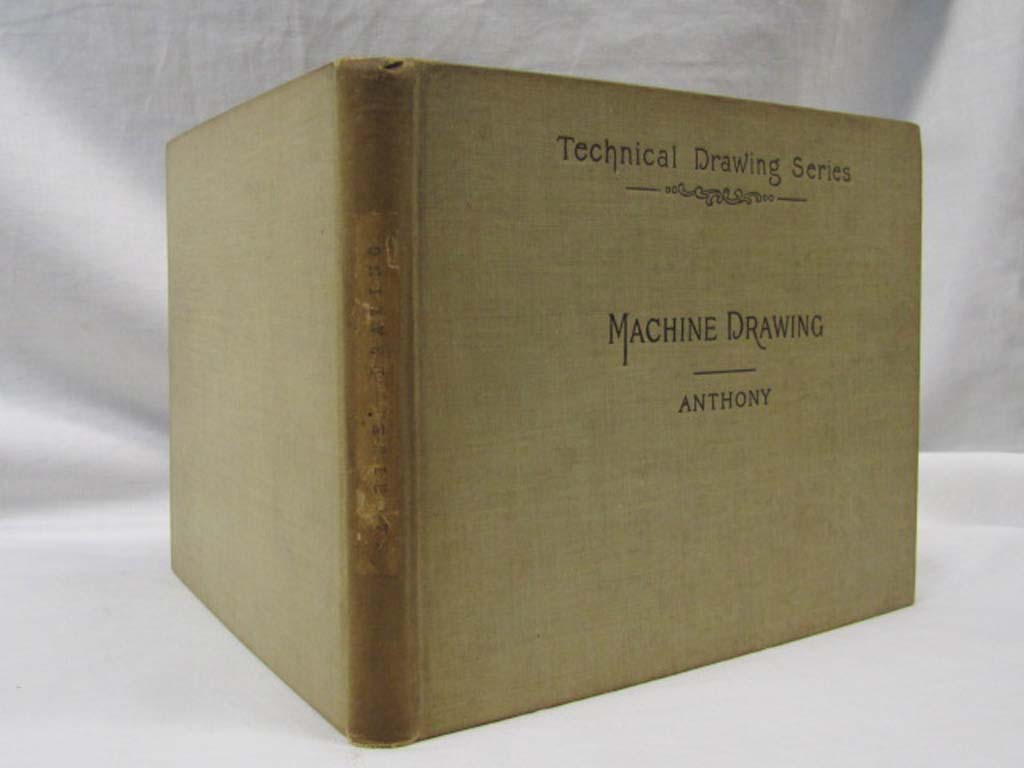 Technical Drawing Series
MACHINE DRAWING
ANTHONY